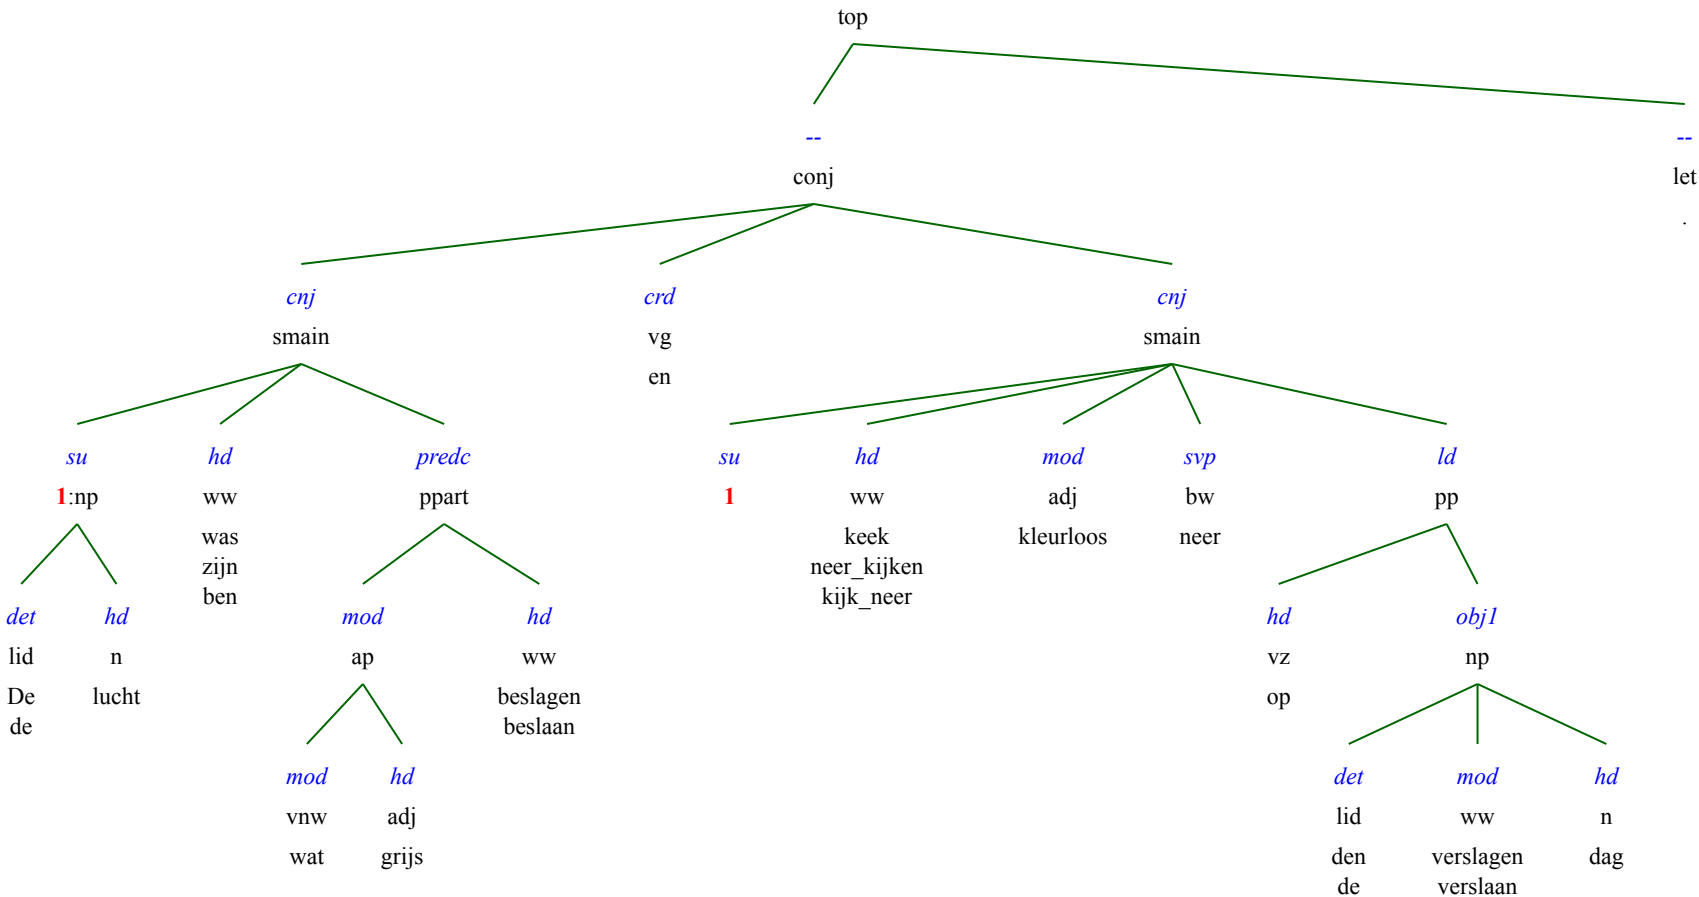 top
-- --
conj let
.
cnj crd cnj
smain vg smain
en
su hd predc su hd mod svp ld
1:np ww ppart 1 ww adj bw pp
was keek kleurloos neer
zijn neer_kijken
ben kijk_neer
det hd mod hd hd obj1
lid n ap ww vz np
De lucht beslagen op
de beslaan
mod hd det mod hd
vnw adj lid ww n
wat grijs den verslagen dag
de verslaan